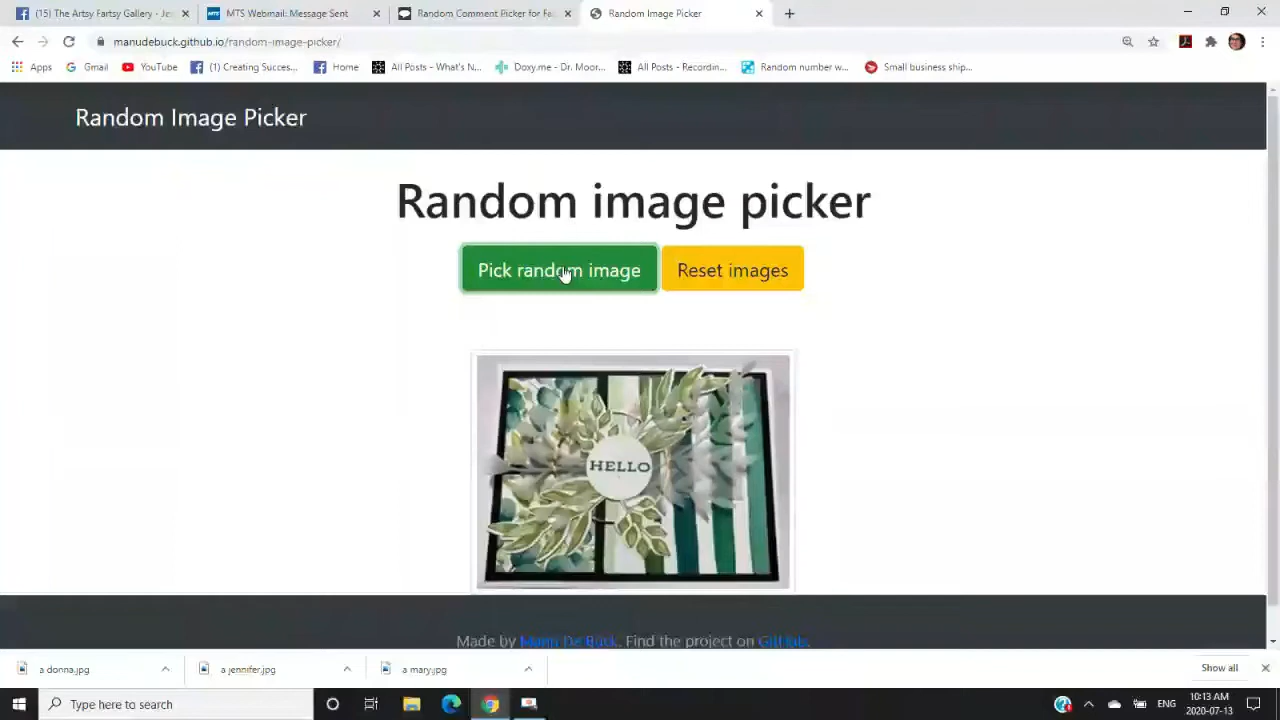 (15) The Artsy Fartsy Gallery - Je
MTS Webmail: Message Sent
Random Comment Picker for Fa
Random Image Picker
manudebuck.github.io/random-image-picker/
Apps
Gmail
YouTube
(1) Creating Succes...
Home
All Posts - What's N...
Doxy.me - Dr. Moor...
All Posts - Recordin...
Random number w...
Small business ship...
Random Image Picker
Random image picker
Pick random image
Reset images
HELLO
Made by Manu De Buck. Find the project on GitHub.
a donna.jpg
a jennifer.jpg
a mary.jpg
Show all
Type here to search
ENG
10:13 AM
2020-07-13